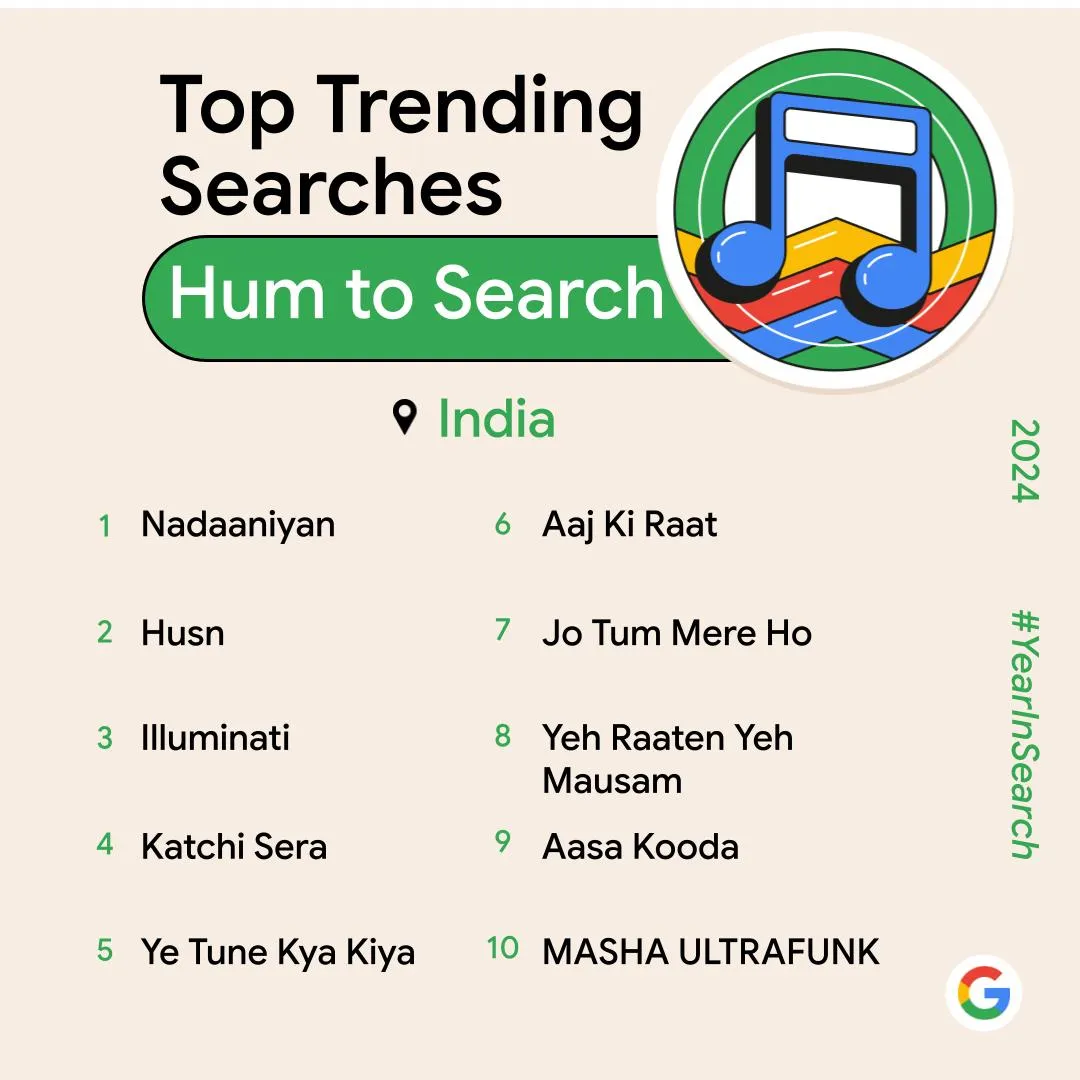 Top Trending
Searches
Hum to Search
India
1 Nadaaniyan
2 Husn
3 Illuminati
4 Katchi Sera
5 Ye Tune Kya Kiya
6 Aaj Ki Raat
7 Jo Tum Mere Ho
8 Yeh Raaten Yeh
Mausam
9 Aasa Kooda
10 MASHA ULTRAFUNK
2024
#YearInSearch
G